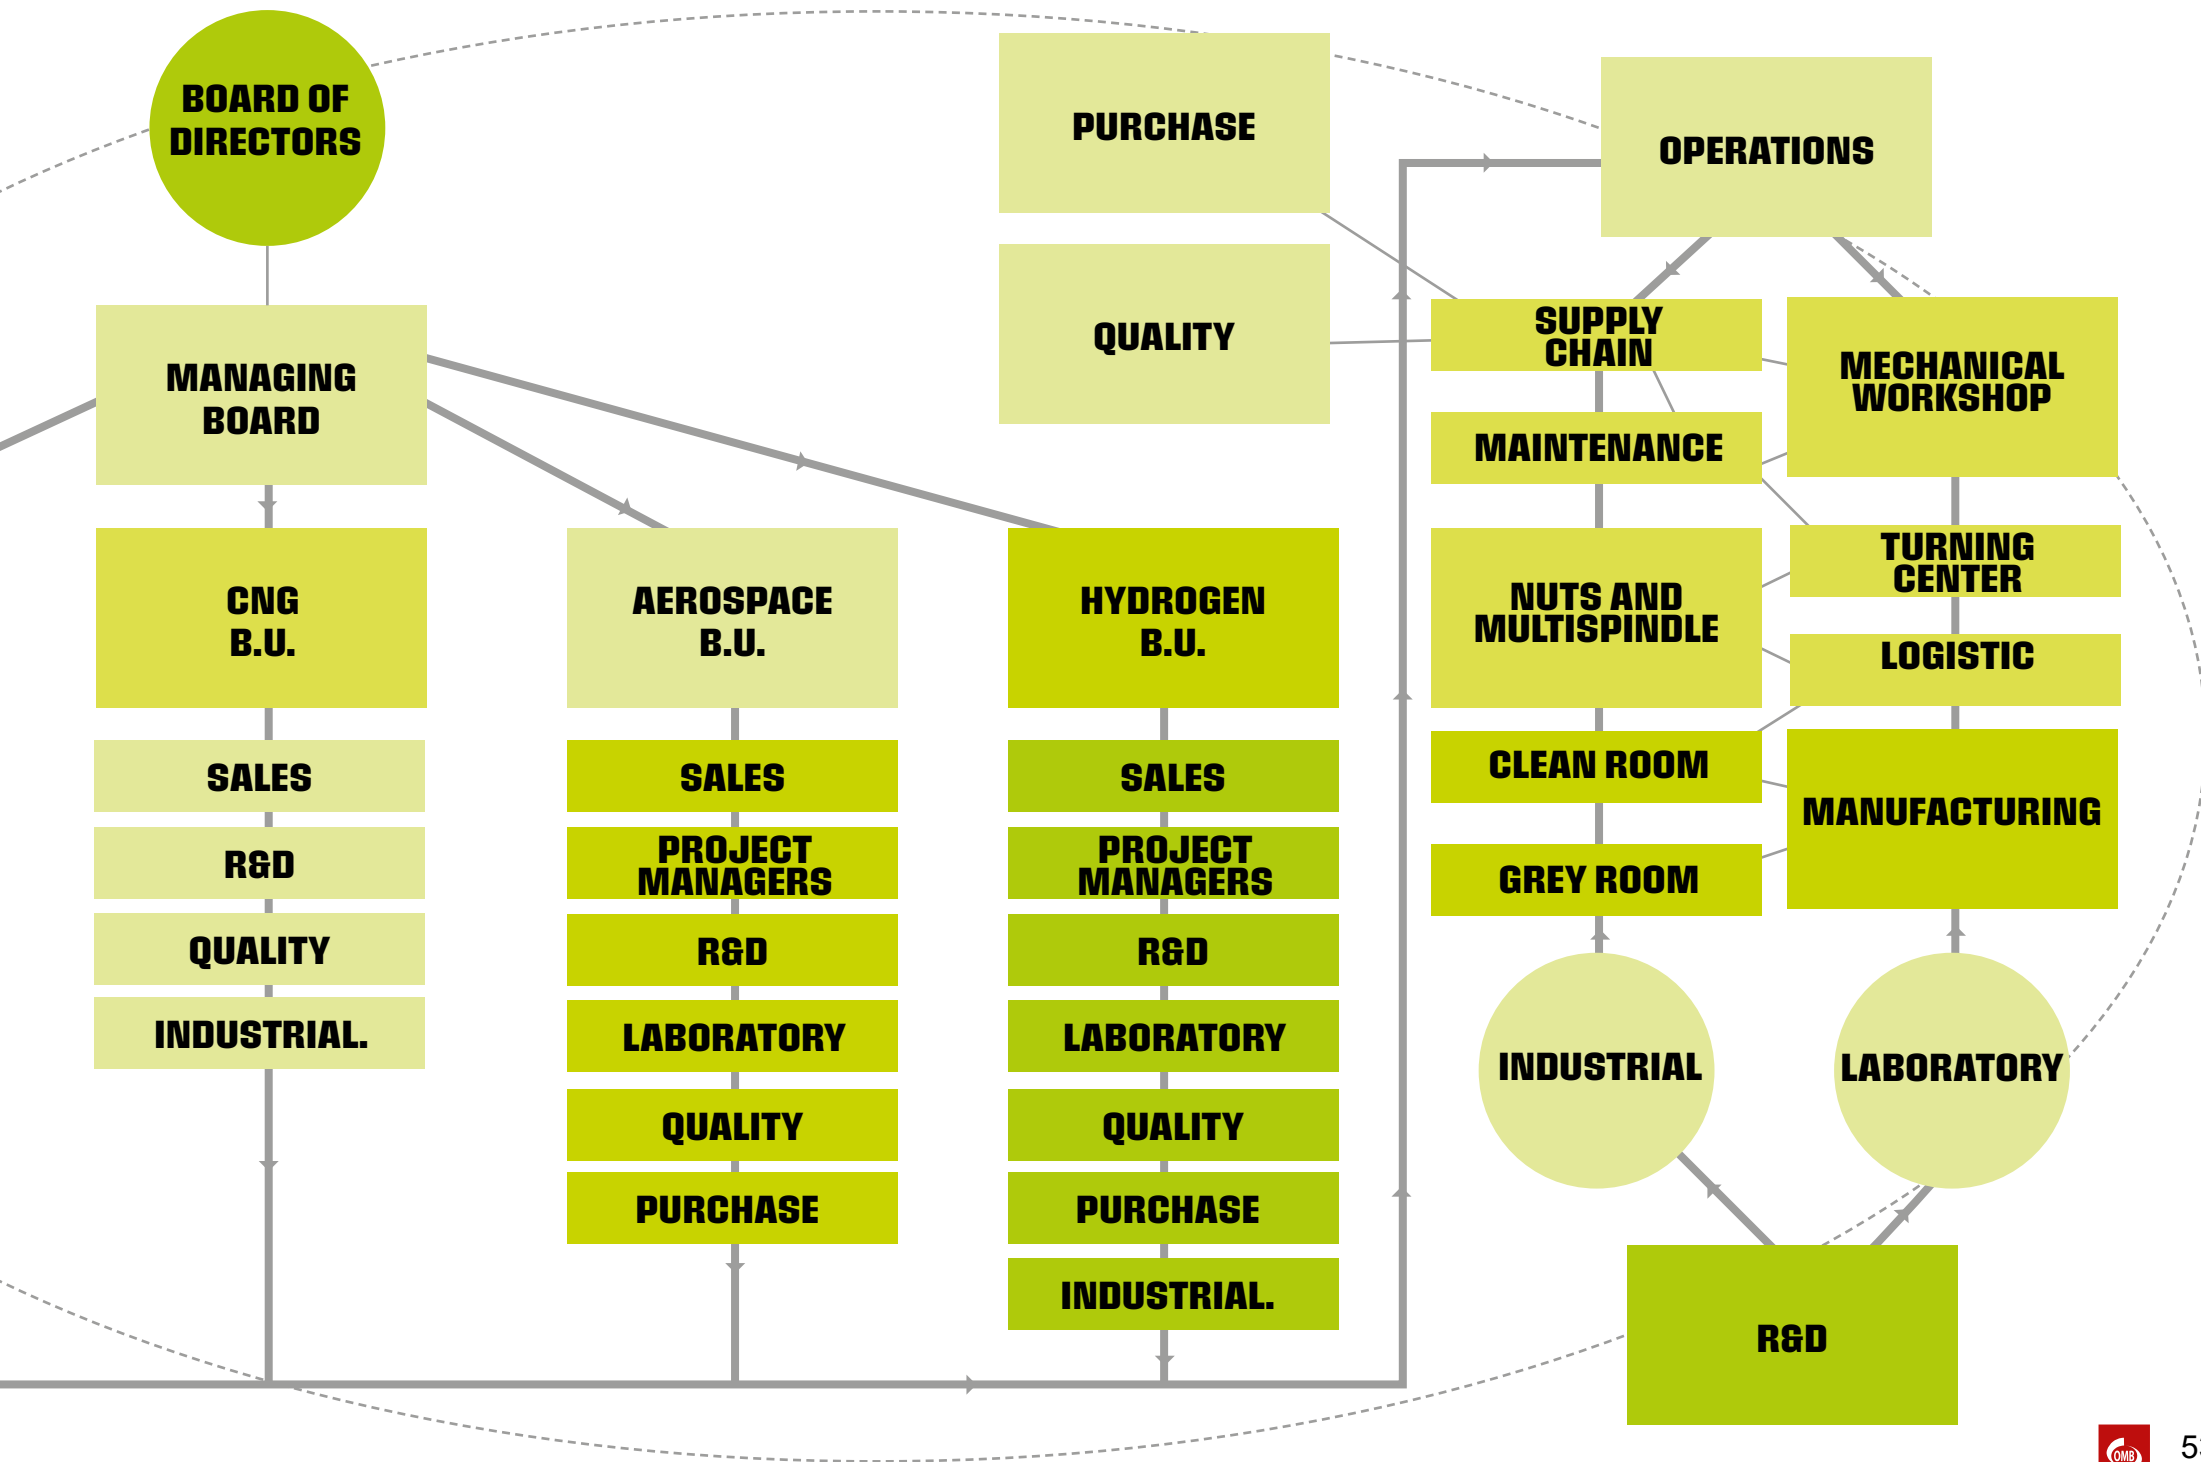 BOARD OF
DIRECTORS
MANAGING
BOARD
CNG
B.U.
SALES
R&D
QUALITY
INDUSTRIAL.
AEROSPACE
B.U.
SALES
PROJECT
MANAGERS
R&D
LABORATORY
QUALITY
PURCHASE
HYDROGEN
B.U.
SALES
PROJECT
MANAGERS
R&D
LABORATORY
QUALITY
PURCHASE
INDUSTRIAL.
PURCHASE
QUALITY
OPERATIONS
SUPPLY
CHAIN
MAINTENANCE
NUTS AND
MULTISPINDLE
CLEAN ROOM
GREY ROOM
MECHANICAL
WORKSHOP
TURNING
CENTER
LOGISTIC
MANUFACTURING
INDUSTRIAL
LABORATORY
R&D
OMB